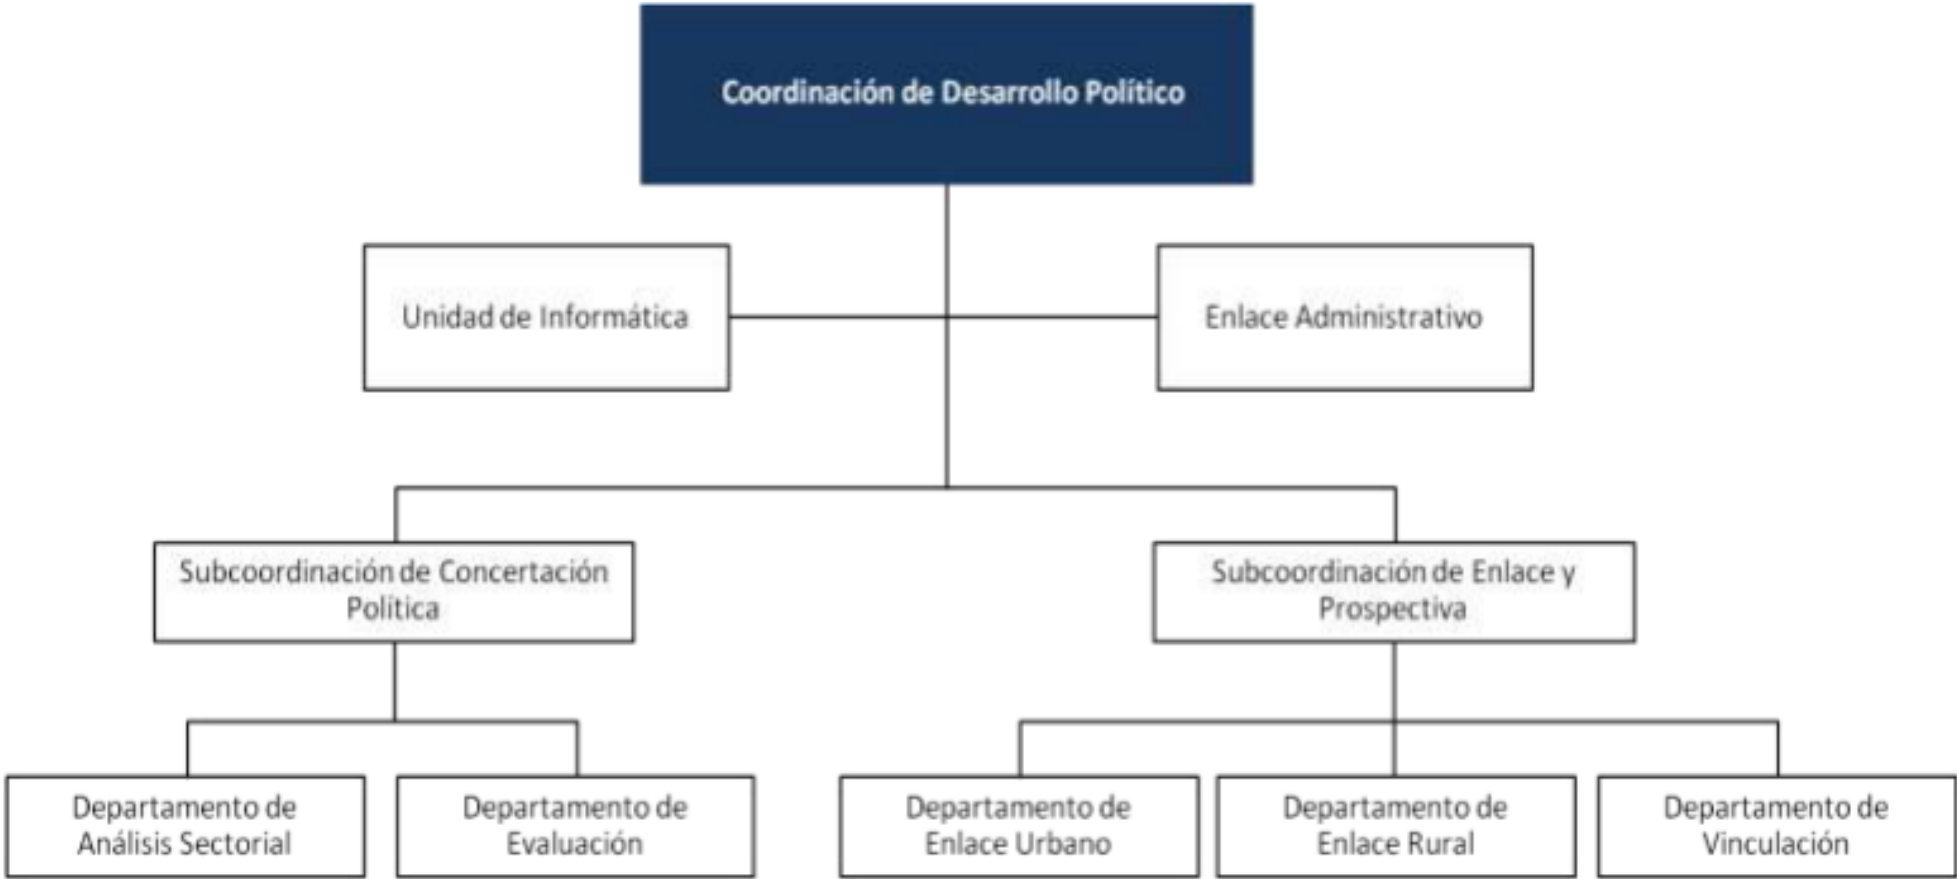 Coordinación de Desarrollo Político
Unidad de Informática
Enlace Administrativo
Subcoordinación de Concertación
Política
Subcoordinación de Enlace y
Prospectiva
Departamento de
Análisis Sectorial
Departamento de
Evaluación
Departamento de
Enlace Urbano
Departamento de
Enlace Rural
Departamento de
Vinculación